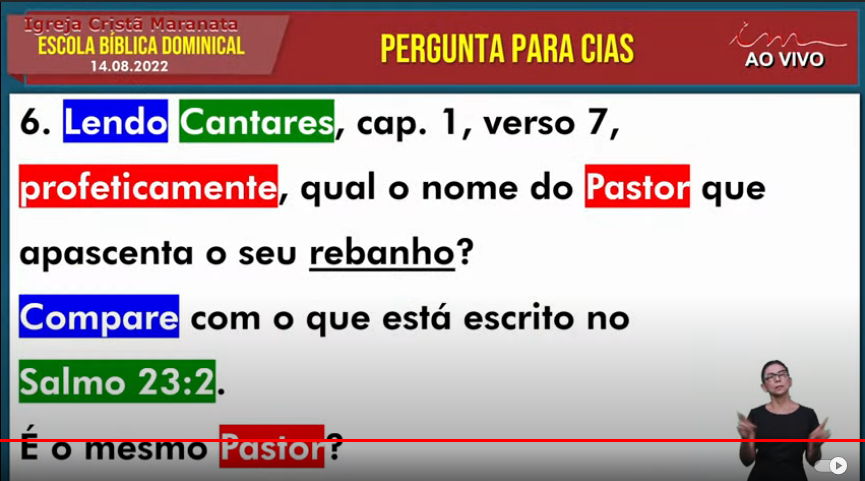 Igreja Cristã Maranata
ESCOLA BÍBLICA DOMINICAL
14.08.2022
PERGUNTA PARA CIAS
AO VIVO
6. Lendo Cantares, cap. 1, verso 7,
profeticamente, qual o nome do Pastor que
apascenta o seu rebanho?
Compare com o que está escrito no
Salmo 23:2.
É o mesmo Pastor?